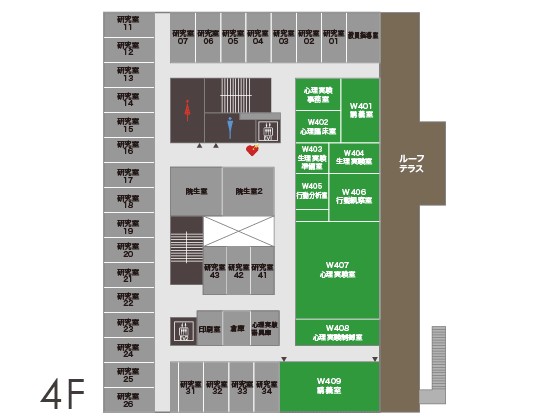 研究室
11
研究室
12
研究室
13
研究室
14
研究室
15
研究室
16
研究室
17
研究室
18
研究室
19
研究室
20
研究室
21
研究室
22
研究室
23
研究室
24
研究室
25
研究室
26
研究室
07
研究室
06
研究室
05
研究室
04
研究室
03
研究室
02
研究室
01
心理実験
事務室
W401
講義室
W402
心理臨床室
W403
生理実験
準備室
W404
生理実験室
W405
行動分析室
W406
行動観察室
W407
心理実験室
W408
心理実験制御室
W409
講義室
ルーフ
テラス
院生室
院生室2
研究室
43
研究室
42
研究室
41
印刷室
倉庫
心理実験
器具庫
研究室
31
研究室
32
研究室
33
研究室
34
4F